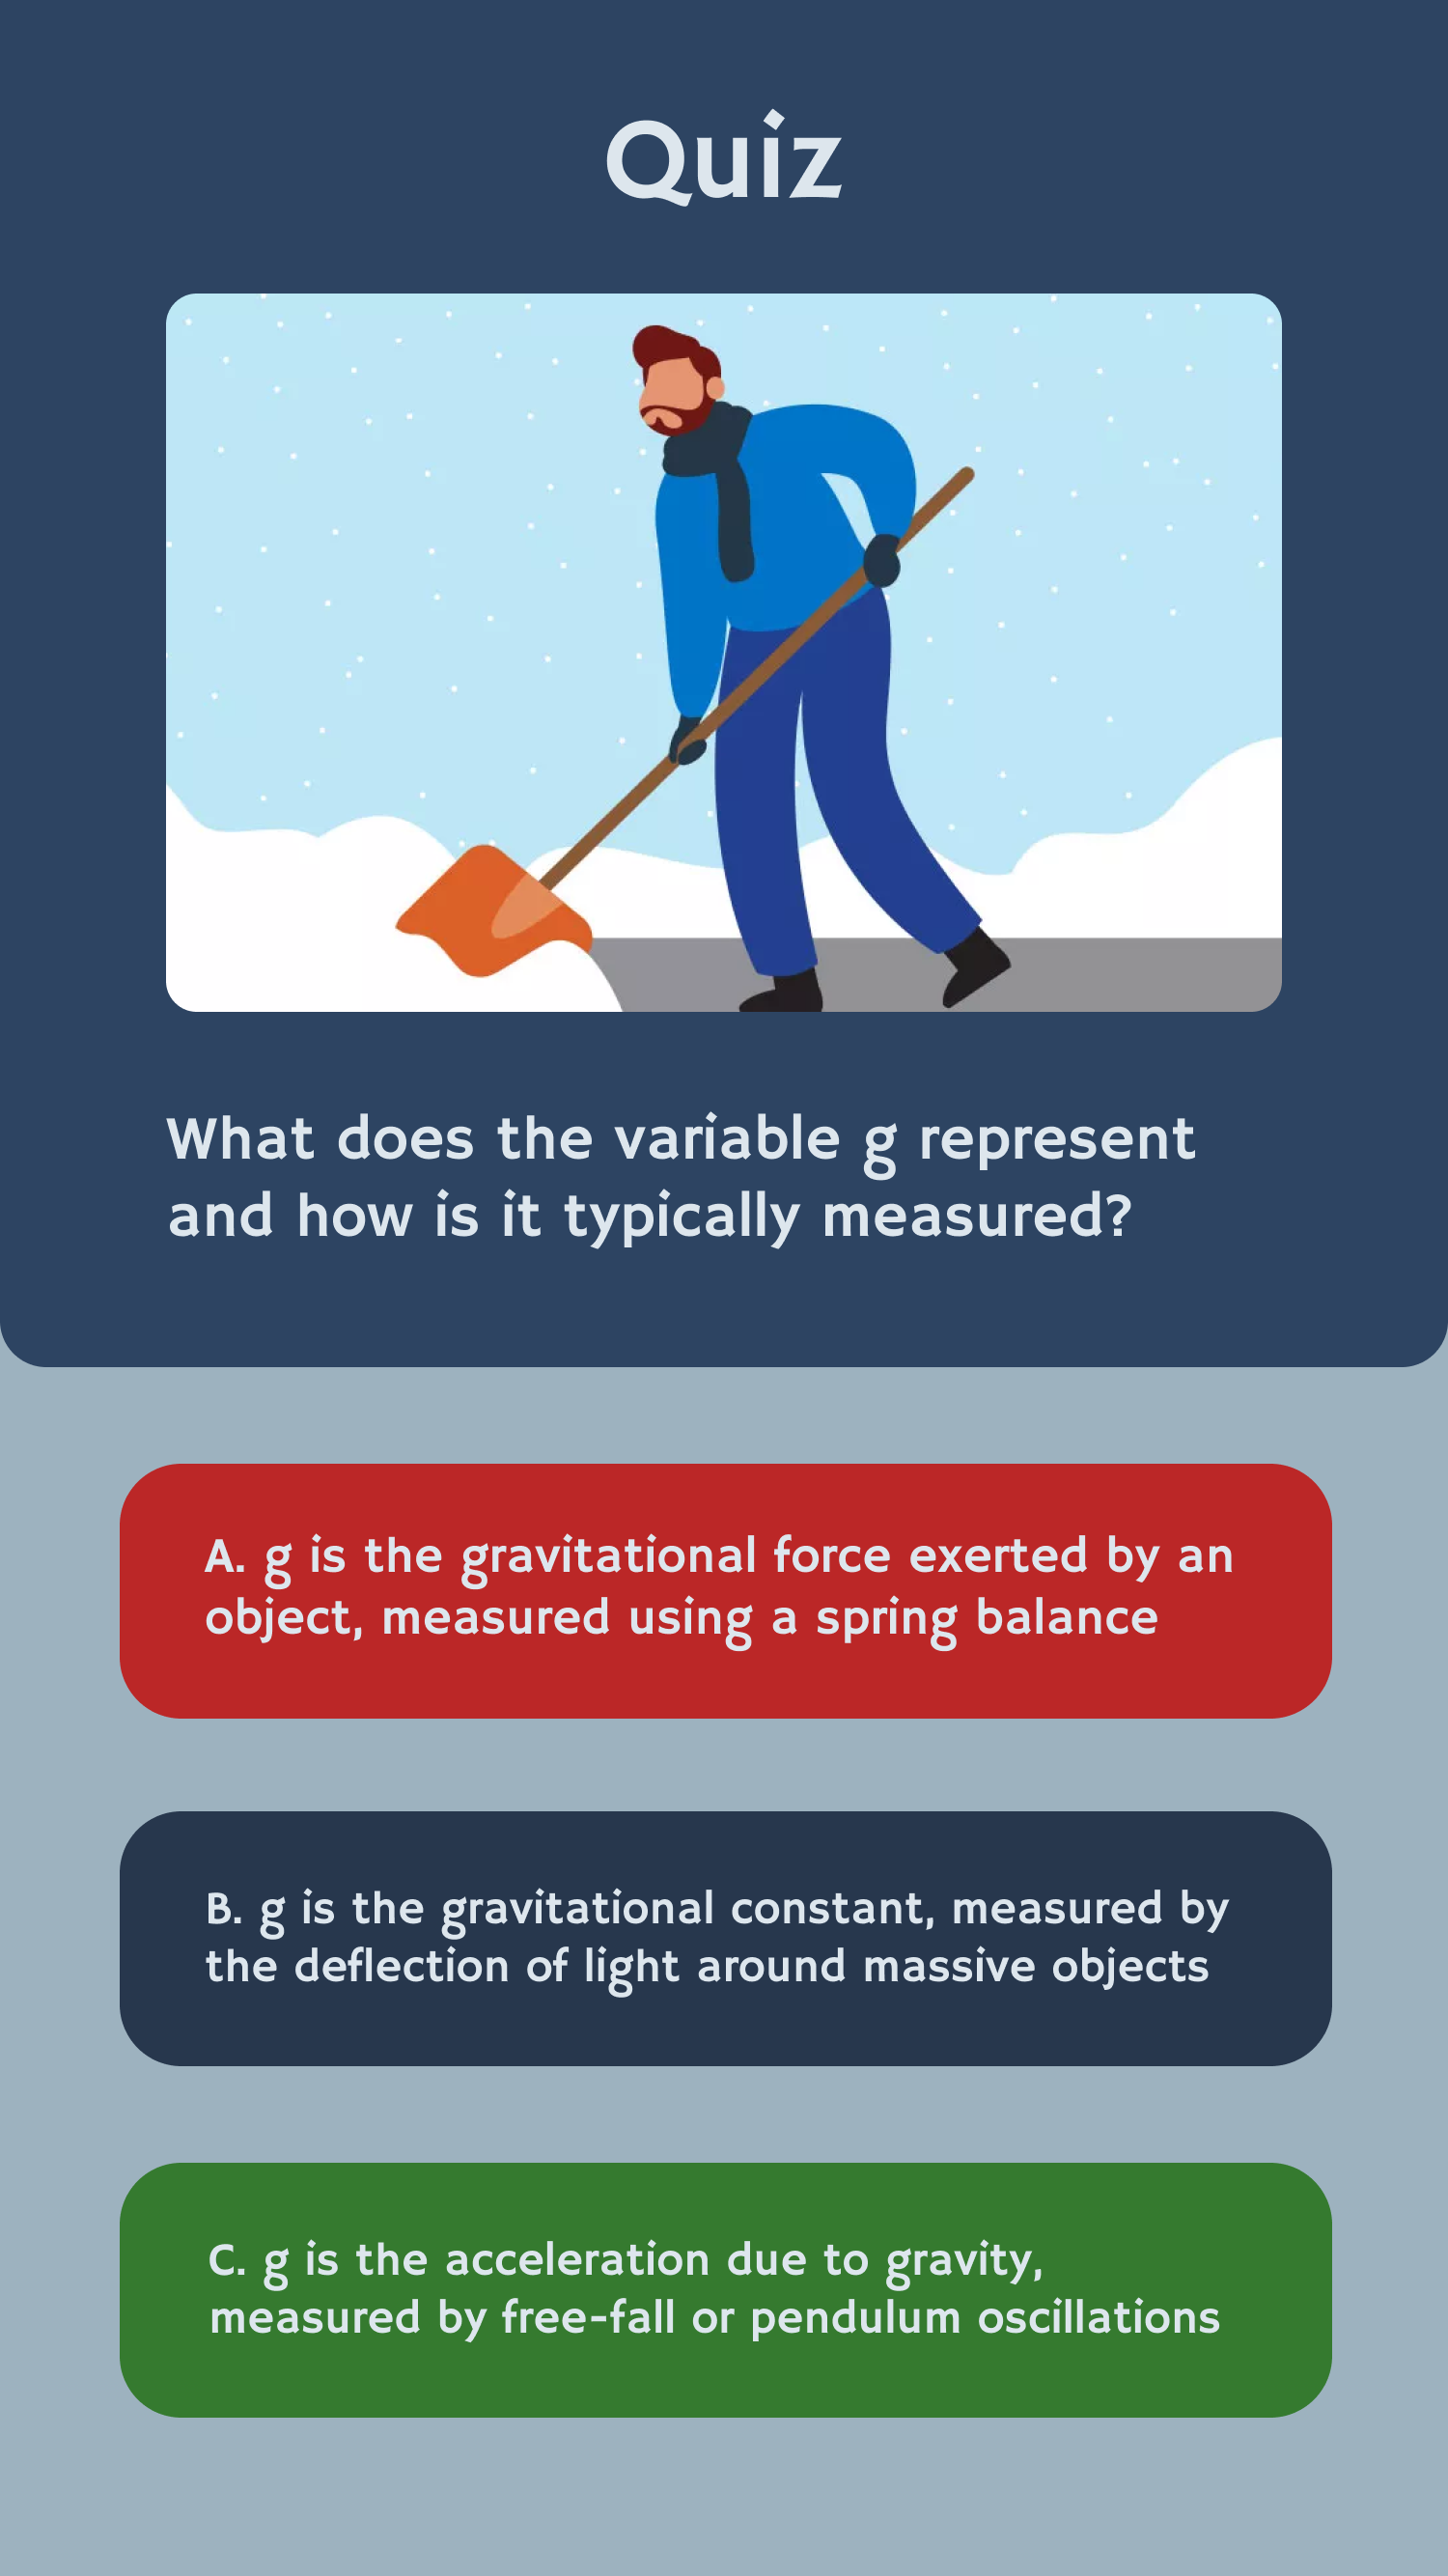 Quiz
What does the variable g represent
and how is it typically measured?
A. g is the gravitational force exerted by an
object, measured using a spring balance
B. g is the gravitational constant, measured by
the deflection of light around massive objects
C. g is the acceleration due to gravity,
measured by free-fall or pendulum oscillations